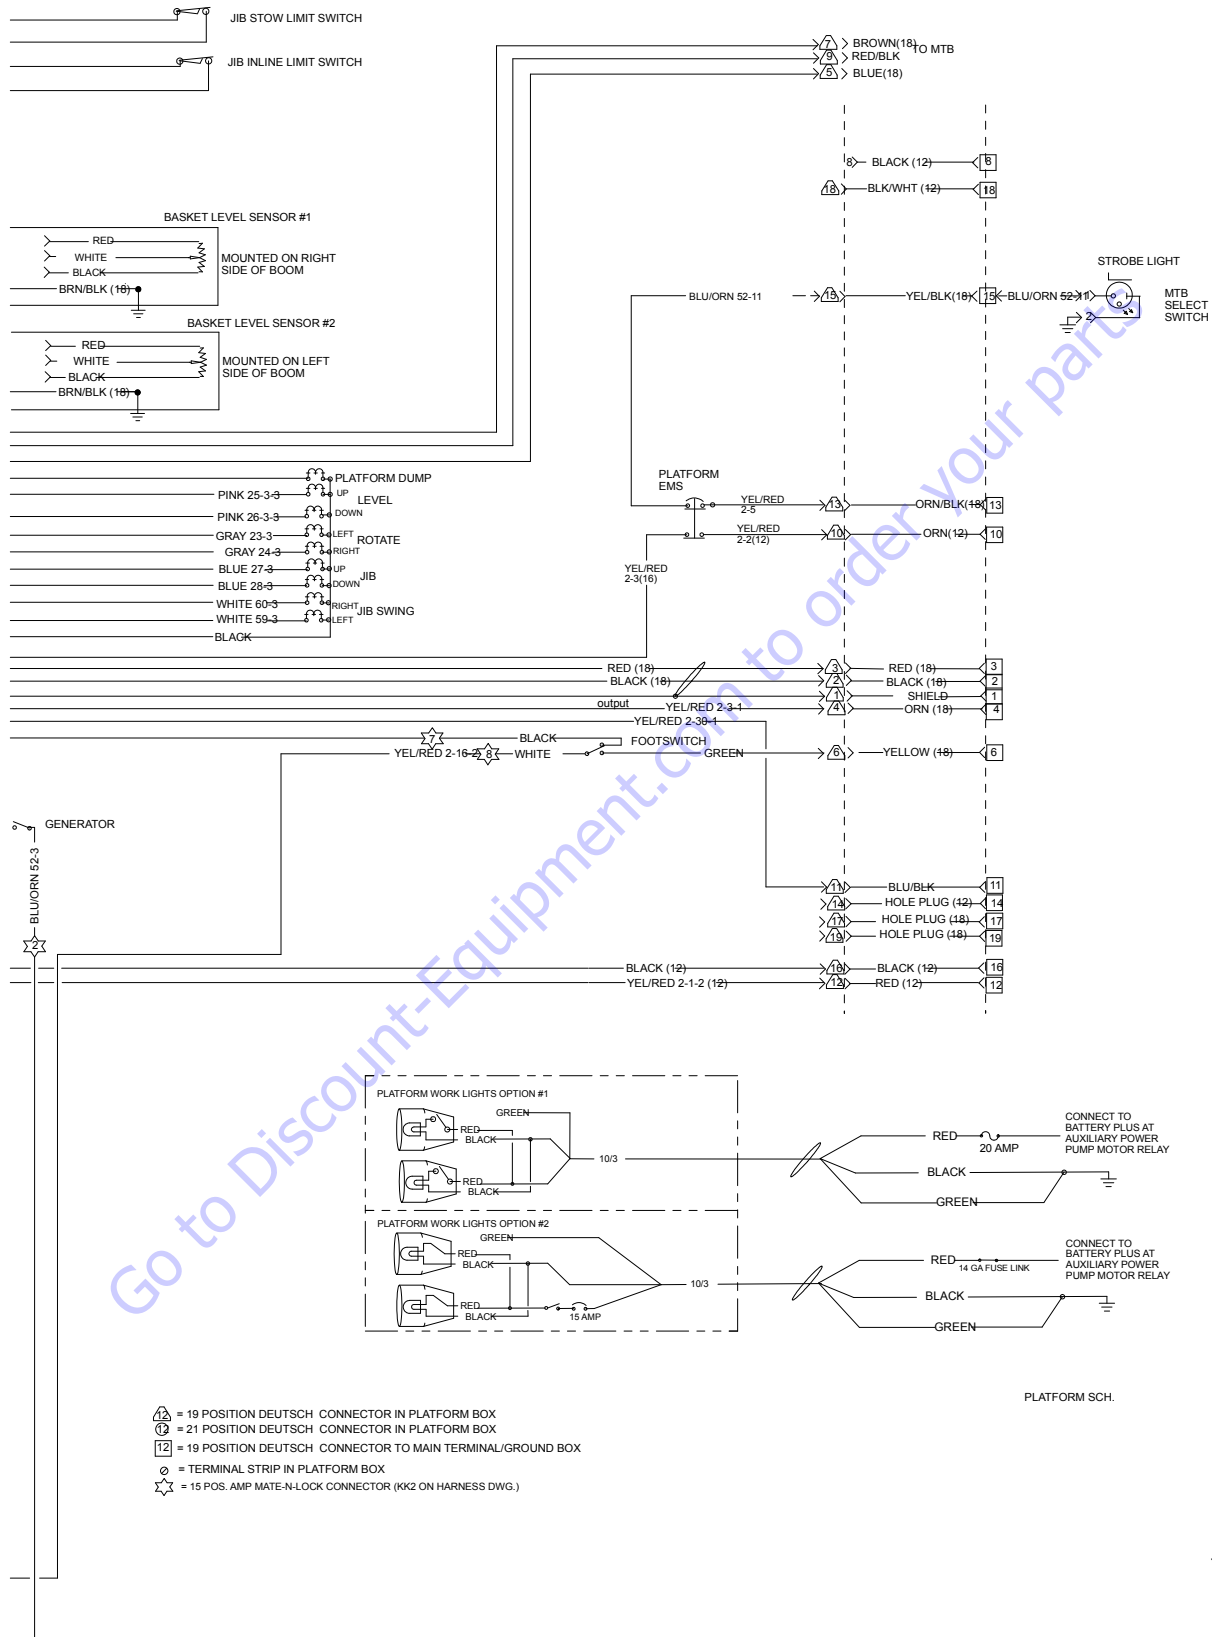 JIB STOW LIMIT SWITCH
JIB INLINE LIMIT SWITCH
7 BROWN(18)
TO MTB
9 RED/BLK
5 BLUE(18)
8 BLACK (12) 8
18 BLK/WHT (12) 18
BASKET LEVEL SENSOR #1
RED
WHITE
BLACK
BRN/BLK (18)
MOUNTED ON RIGHT
SIDE OF BOOM
STROBE LIGHT
BLU/ORN 52-11 15 YEL/BLK(18) 15 BLU/ORN 52-11 1
2
MTB
SELECT
SWITCH
BASKET LEVEL SENSOR #2
RED
WHITE
BLACK
BRN/BLK (18)
MOUNTED ON LEFT
SIDE OF BOOM
PLATFORM DUMP
PINK 25-3-3 UP
LEVEL
PINK 26-3-3 DOWN
GRAY 23-3 LEFT
ROTATE
GRAY 24-3 RIGHT
BLUE 27-3 UP
JIB
BLUE 28-3 DOWN
WHITE 60-3 RIGHT
JIB SWING
WHITE 59-3 LEFT
BLACK
PLATFORM
EMS
YEL/RED
2-5
13 ORN/BLK(18) 13
YEL/RED
2-2(12)
10 ORN(12) 10
YEL/RED
2-3(16)
RED (18) 3 RED (18) 3
BLACK (18) 2 BLACK (18) 2
1 SHIELD 1
output YEL/RED 2-3-1 4 ORN (18) 4
YEL/RED 2-30-1
7 BLACK FOOTSWITCH
YEL/RED 2-16-2 8 WHITE GREEN 6 YELLOW (18) 6
GENERATOR
BLU/ORN 52-3
2
11 BLU/BLK 11
14 HOLE PLUG (12) 14
17 HOLE PLUG (18) 17
19 HOLE PLUG (18) 19
BLACK (12) 16 BLACK (12) 16
YEL/RED 2-1-2 (12) 12 RED (12) 12
PLATFORM WORK LIGHTS OPTION #1
GREEN
RED
BLACK
RED
BLACK
10/3
RED
20 AMP
BLACK
GREEN
CONNECT TO
BATTERY PLUS AT
AUXILIARY POWER
PUMP MOTOR RELAY
PLATFORM WORK LIGHTS OPTION #2
GREEN
RED
BLACK
RED
BLACK
15 AMP
10/3
RED
14 GA FUSE LINK
BLACK
GREEN
CONNECT TO
BATTERY PLUS AT
AUXILIARY POWER
PUMP MOTOR RELAY
PLATFORM SCH.
12 = 19 POSITION DEUTSCH CONNECTOR IN PLATFORM BOX
12 = 21 POSITION DEUTSCH CONNECTOR IN PLATFORM BOX
12 = 19 POSITION DEUTSCH CONNECTOR TO MAIN TERMINAL/GROUND BOX
= TERMINAL STRIP IN PLATFORM BOX
= 15 POS. AMP MATE-N-LOCK CONNECTOR (KK2 ON HARNESS DWG.)
Go to Discount-Equipment.com to order your parts